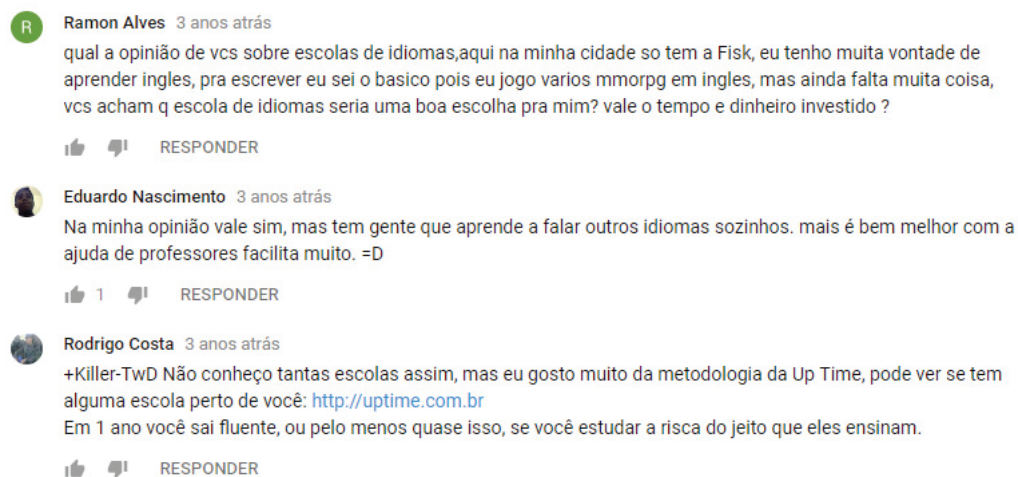 R
Ramon Alves 3 anos atrás
qual a opinião de vcs sobre escolas de idiomas,aqui na minha cidade so tem a Fisk, eu tenho muita vontade de
aprender ingles, pra escrever eu sei o basico pois eu jogo varios mmorpg em ingles, mas ainda falta muita coisa,
vcs acham q escola de idiomas seria uma boa escolha pra mim? vale o tempo e dinheiro investido ?
RESPONDER
Eduardo Nascimento 3 anos atrás
Na minha opinião vale sim, mas tem gente que aprende a falar outros idiomas sozinhos. mais é bem melhor com a
ajuda de professores facilita muito. =D
1 RESPONDER
Rodrigo Costa 3 anos atrás
+Killer-TwD Não conheço tantas escolas assim, mas eu gosto muito da metodologia da Up Time, pode ver se tem
alguma escola perto de você: http://uptime.com.br
Em 1 ano você sai fluente, ou pelo menos quase isso, se você estudar a risca do jeito que eles ensinam.
RESPONDER